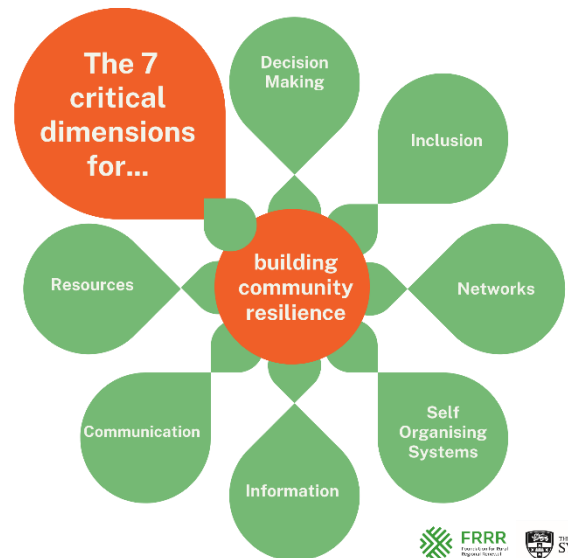 The 7
critical
dimensions
for...
Decision
Making
Inclusion
Networks
Self
Organising
Systems
Information
Communication
Resources
building
community
resilience
FRRR